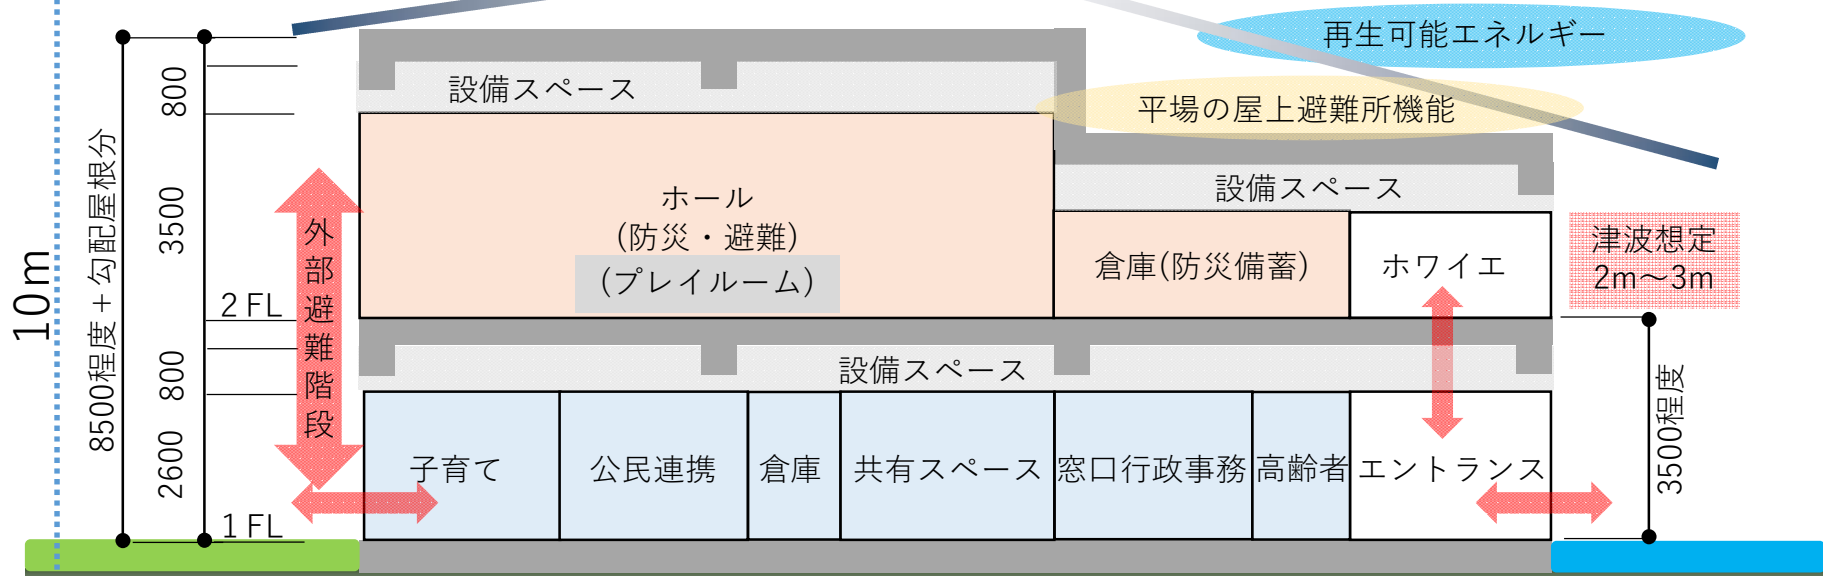 再生可能エネルギー
設備スペース
平場の屋上避難所機能
設備スペース
ホール
(防災・避難)
(プレイルーム)
倉庫(防災備蓄)
ホワイエ
津波想定
2m～3m
10m
8500程度+勾配屋根分
800
3500
2FL
800
2600
1FL
外部避難階段
設備スペース
子育て
公民連携
倉庫
共有スペース
窓口行政事務
高齢者
エントランス
3500程度